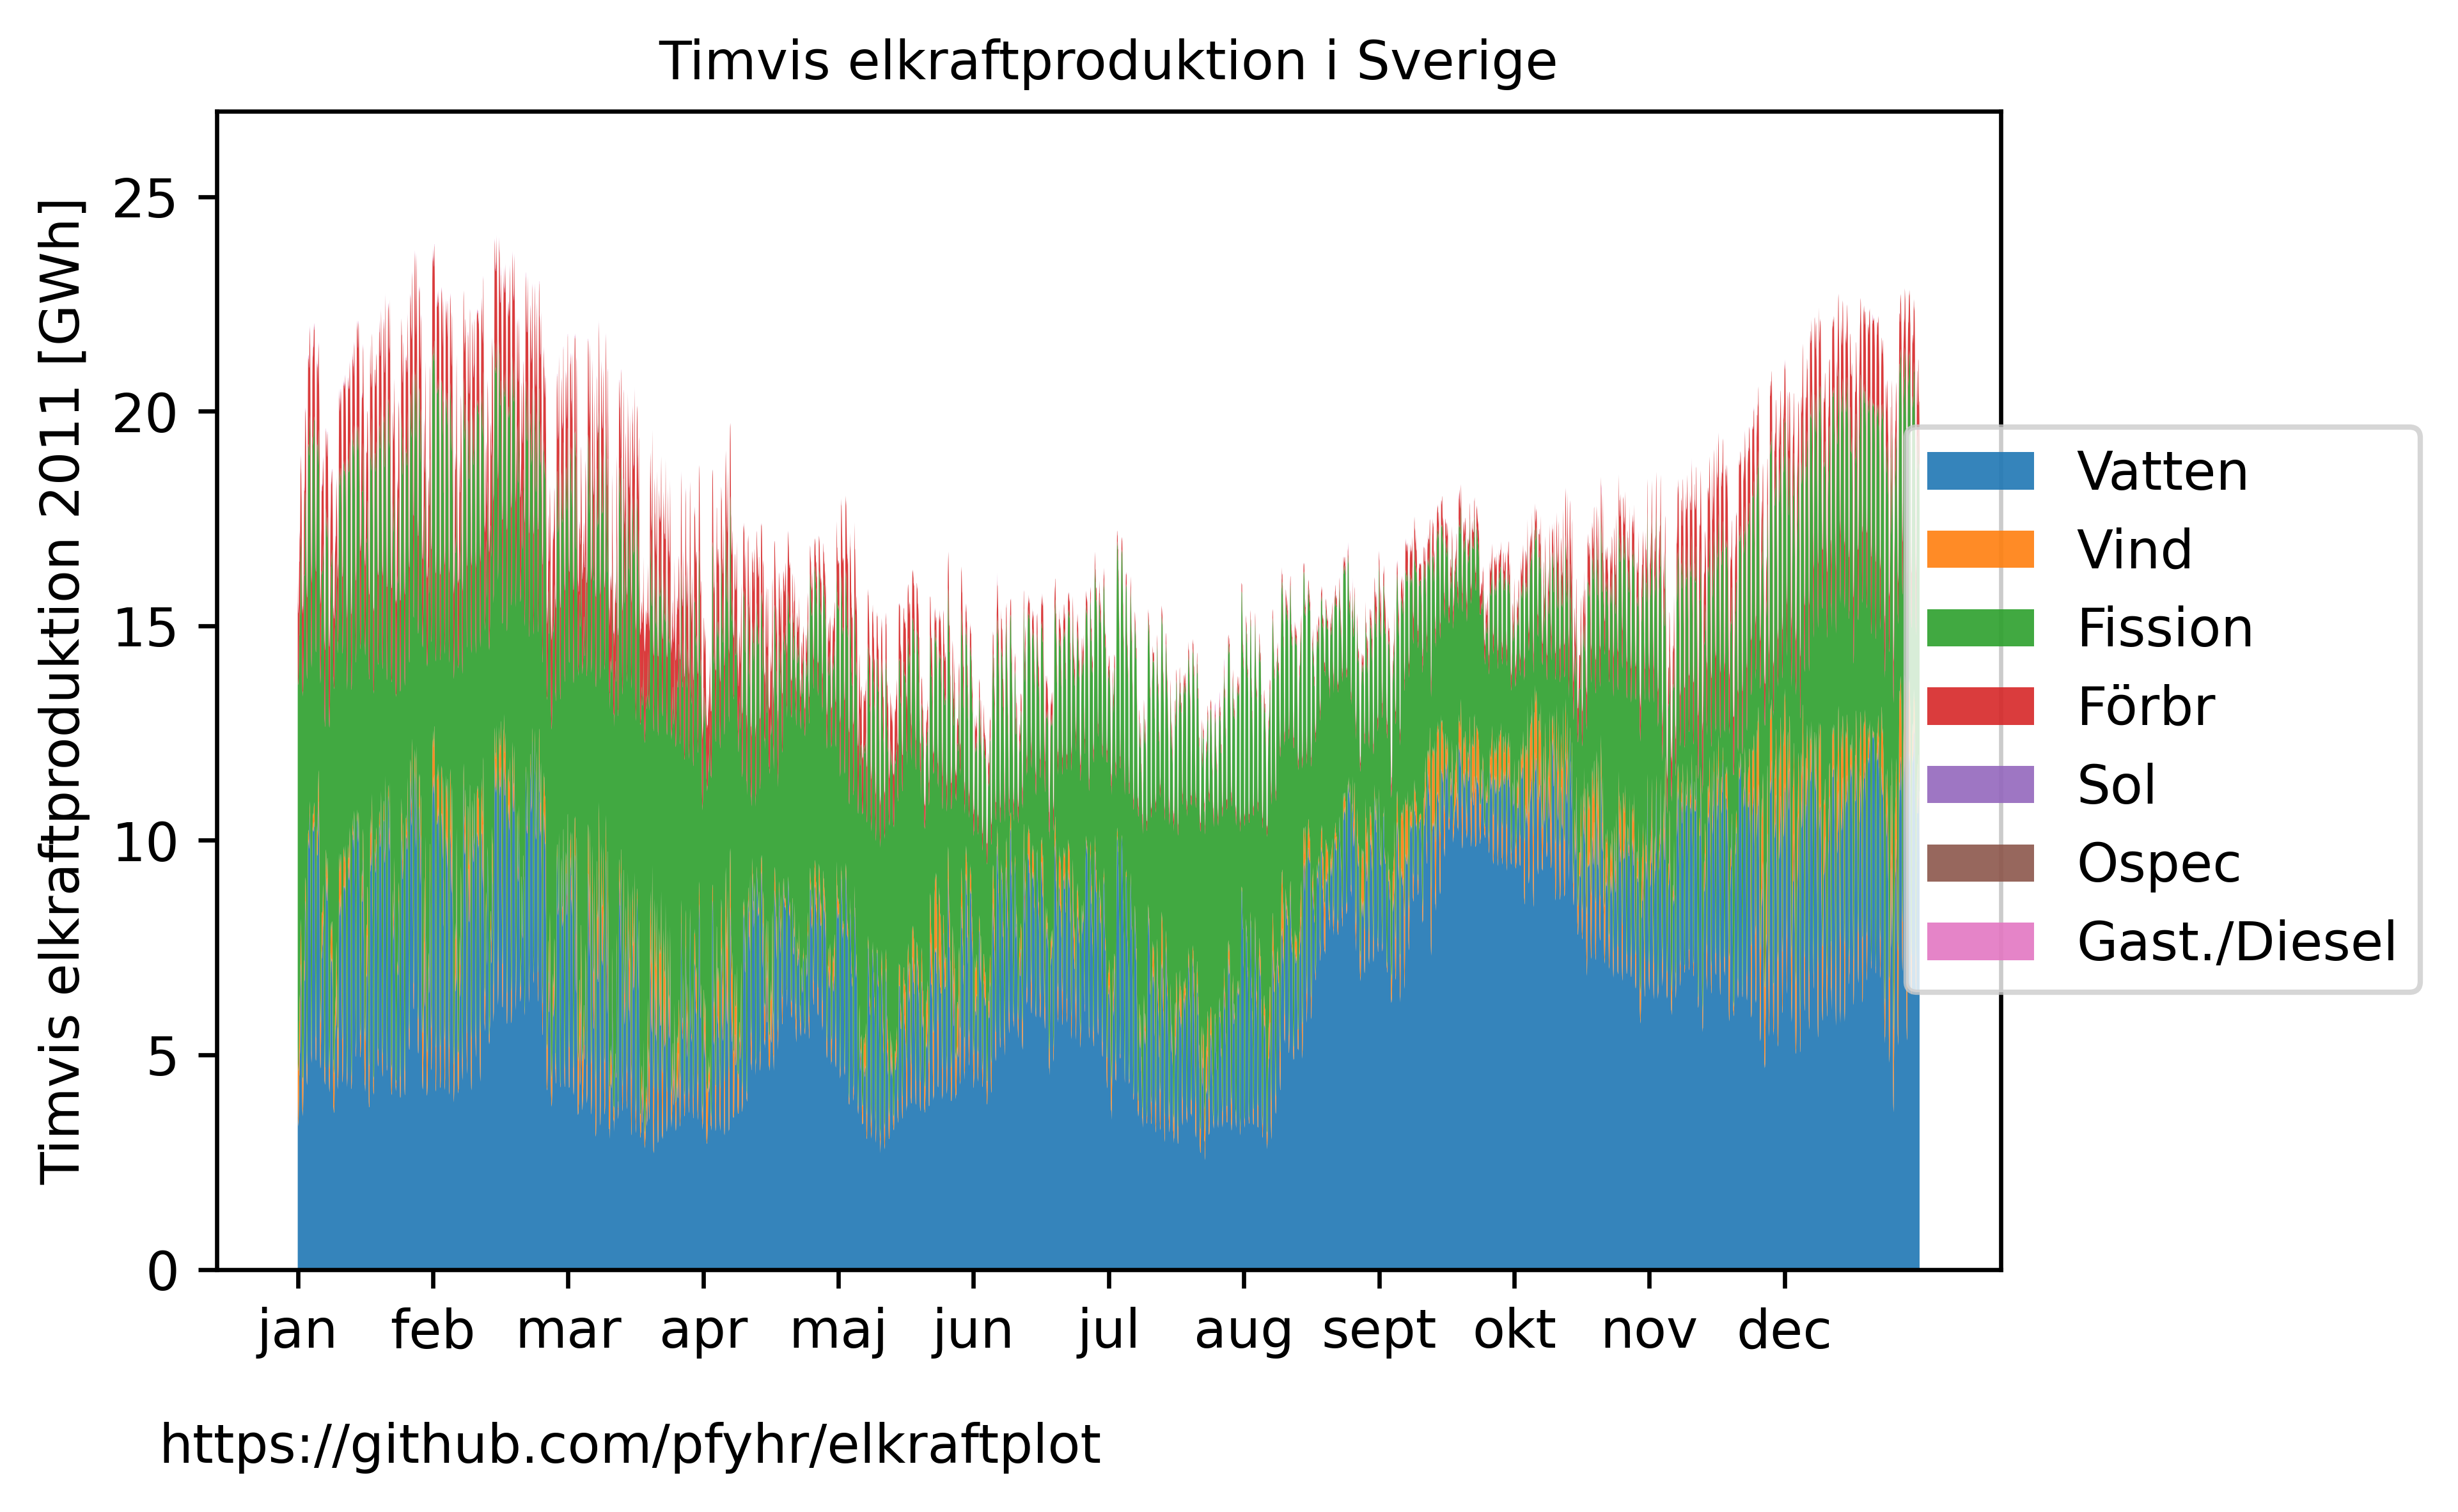 Timvis elkraftproduktion i Sverige
Timvis elkraftproduktion 2011 [GWh]
25
20
15
10
5
0
jan feb mar apr maj jun jul aug sept okt nov dec
Vatten
Vind
Fission
Förbr
Sol
Ospec
Gast./Diesel
https://github.com/pfyhr/elkraftplot